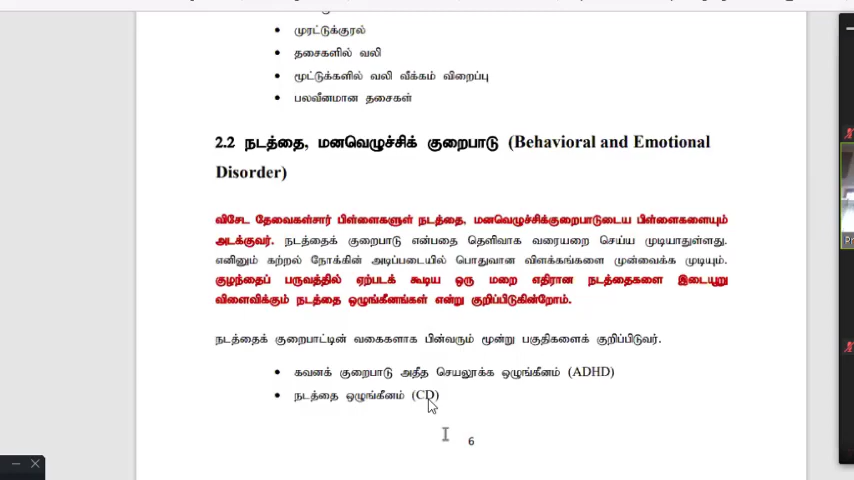 முரட்டுக்குரல்
தசைகளில் வலி
மூட்டுக்களில் வலி வீக்கம் விறைப்பு
பலவீனமான தசைகள்
2.2 நடத்தை, மனவெழுச்சிக் குறைபாடு (Behavioral and Emotional
Disorder)
விசேட தேவைகள்சார் பிள்ளைகளுள் நடத்தை, மனவெழுச்சிக்குறைபாடுடைய பிள்ளைகளையும்
அடக்குவர். நடத்தைக் குறைபாடு என்பதை தெளிவாக வரையறை செய்ய முடியாதுள்ளது.
எனினும் கற்றல் நோக்கின் அடிப்படையில் பொதுவான விளக்கங்களை முன்வைக்க முடியும்.
குழந்தைப் பருவத்தில் ஏற்படக் கூடிய ஒரு மறை எதிரான நடத்தைகளை இடையூறு
விளைவிக்கும் நடத்தை ஒழுங்கீனங்கள் என்று குறிப்பிடுகின்றோம்.
நடத்தைக் குறைபாட்டின் வகைகளாக பின்வரும் மூன்று பகுதிகளைக் குறிப்பிடுவர்.
கவனக் குறைபாடு அதீத செயலூக்க ஒழுங்கீனம் (ADHD)
நடத்தை ஒழுங்கீனம் (CD)
6